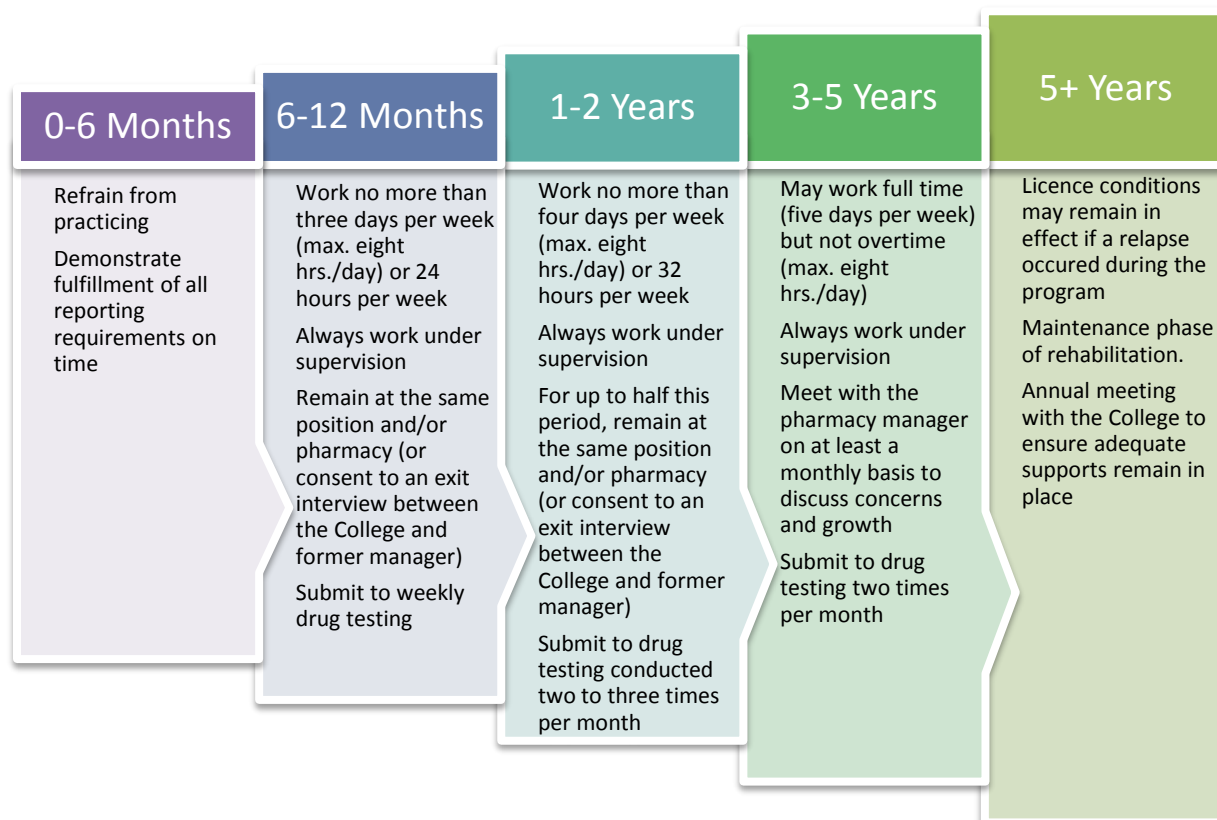 0-6 Months
Refrain from
practicing
Demonstrate
fulfillment of all
reporting
requirements on
time
6-12 Months
Work no more than
three days per week
(max. eight
hrs./day) or 24
hours per week
Always work under
supervision
Remain at the same
position and/or
pharmacy (or
consent to an exit
interview between
the College and
former manager)
Submit to weekly
drug testing
1-2 Years
Work no more than
four days per week
(max. eight
hrs./day) or 32
hours per week
Always work under
supervision
For up to half this
period, remain at
the same position
and/or pharmacy
(or consent to an
exit interview
between the
College and former
manager)
Submit to drug
testing conducted
two to three times
per month
3-5 Years
May work full time
(five days per week)
but not overtime
(max. eight
hrs./day)
Always work under
supervision
Meet with the
pharmacy manager
on at least a
monthly basis to
discuss concerns
and growth
Submit to drug
testing two times
per month
5+ Years
Licence conditions
may remain in
effect if a relapse
occured during the
program
Maintenance phase
of rehabilitation.
Annual meeting
with the College to
ensure adequate
supports remain in
place